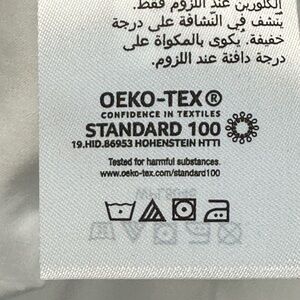 الكلورين عند اللزوم فقط.
ينشف في النشافة على درجة
خفيفة. يكوى بالمكواة على
درجة دافئة عند اللزوم.
OEKO-TEX®
CONFIDENCE IN TEXTILES
STANDARD 100
19.HID.86953 HOHENSTEIN HTTI
Tested for harmful substances.
www.oeko-tex.com/standard100